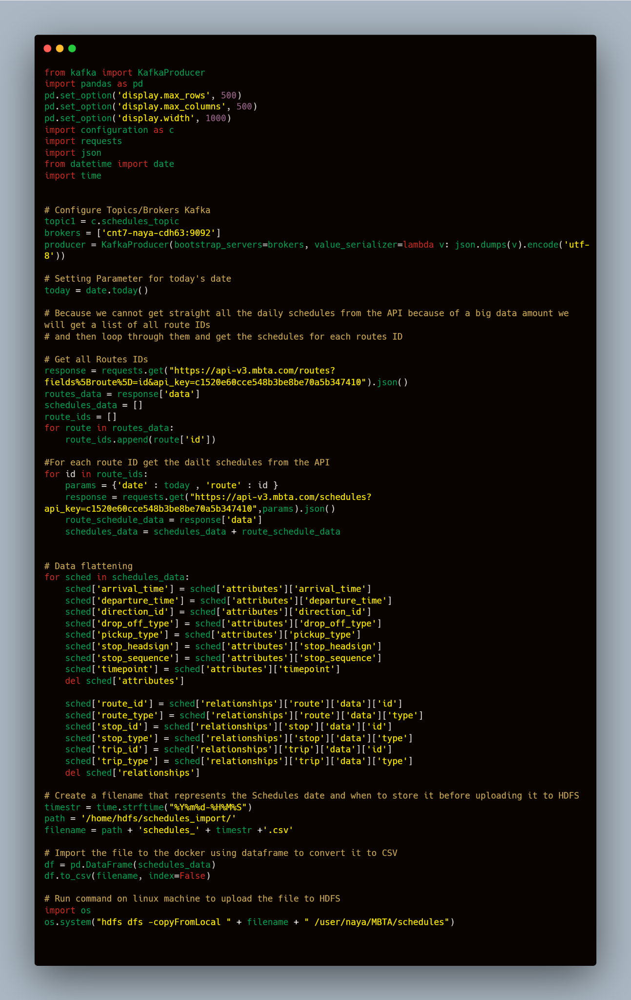 from kafka import KafkaProducer
import pandas as pd
pd.set_option('display.max_rows', 500)
pd.set_option('display.max_columns', 500)
pd.set_option('display.width', 1000)
import configuration as c
import requests
import json
from datetime import date
import time
# Configure Topics/Brokers Kafka
topic1 = c.schedules_topic
brokers = ['cnt7-naya-cdh63:9092']
producer = KafkaProducer(bootstrap_servers=brokers, value_serializer=lambda v: json.dumps(v).encode('utf-
8'))
# Setting Parameter for today's date
today = date.today()
# Because we cannot get straight all the daily schedules from the API because of a big data amount we
will get a list of all route IDs
# and then loop through them and get the schedules for each routes ID
# Get all Routes IDs
response = requests.get("https://api-v3.mbta.com/routes?
fields%5Broute%5D=id&api_key=c1520e60cce548b3be8be70a5b347410").json()
routes_data = response['data']
schedules_data = []
route_ids = []
for route in routes_data:
    route_ids.append(route['id'])
#For each route ID get the dailt schedules from the API
for id in route_ids:
    params = {'date' : today , 'route' : id }
    response = requests.get("https://api-v3.mbta.com/schedules?
api_key=c1520e60cce548b3be8be70a5b347410",params).json()
    route_schedule_data = response['data']
    schedules_data = schedules_data + route_schedule_data
# Data flattening
for sched in schedules_data:
    sched['arrival_time'] = sched['attributes']['arrival_time']
    sched['departure_time'] = sched['attributes']['departure_time']
    sched['direction_id'] = sched['attributes']['direction_id']
    sched['drop_off_type'] = sched['attributes']['drop_off_type']
    sched['pickup_type'] = sched['attributes']['pickup_type']
    sched['stop_headsign'] = sched['attributes']['stop_headsign']
    sched['stop_sequence'] = sched['attributes']['stop_sequence']
    sched['timepoint'] = sched['attributes']['timepoint']
    del sched['attributes']
    sched['route_id'] = sched['relationships']['route']['data']['id']
    sched['route_type'] = sched['relationships']['route']['data']['type']
    sched['stop_id'] = sched['relationships']['stop']['data']['id']
    sched['stop_type'] = sched['relationships']['stop']['data']['type']
    sched['trip_id'] = sched['relationships']['trip']['data']['id']
    sched['trip_type'] = sched['relationships']['trip']['data']['type']
    del sched['relationships']
# Create a filename that represents the Schedules date and when to store it before uploading it to HDFS
timestr = time.strftime("%Y%m%d-%H%M%S")
path = '/home/hdfs/schedules_import/'
filename = path + 'schedules_' + timestr +'.csv'
# Import the file to the docker using dataframe to convert it to CSV
df = pd.DataFrame(schedules_data)
df.to_csv(filename, index=False)
# Run command on linux machine to upload the file to HDFS
import os
os.system("hdfs dfs -copyFromLocal " + filename + " /user/naya/MBTA/schedules")